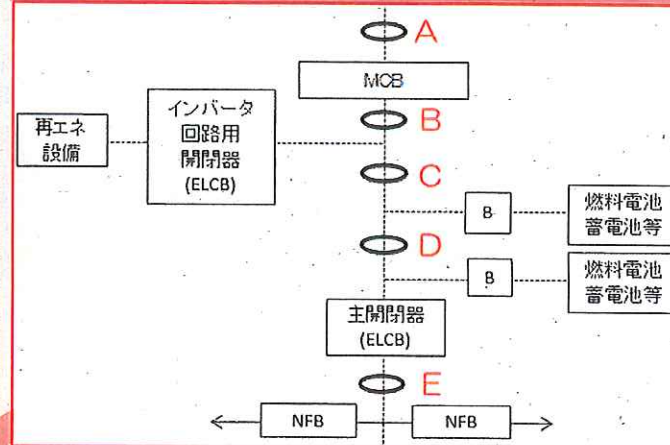 A
MCB
インバータ
回路用
開閉器
(ELCB)
再エネ
設備
B
C
B
燃料電池
蓄電池等
D
B
燃料電池
蓄電池等
主開閉器
(ELCB)
E
NFB
NFB